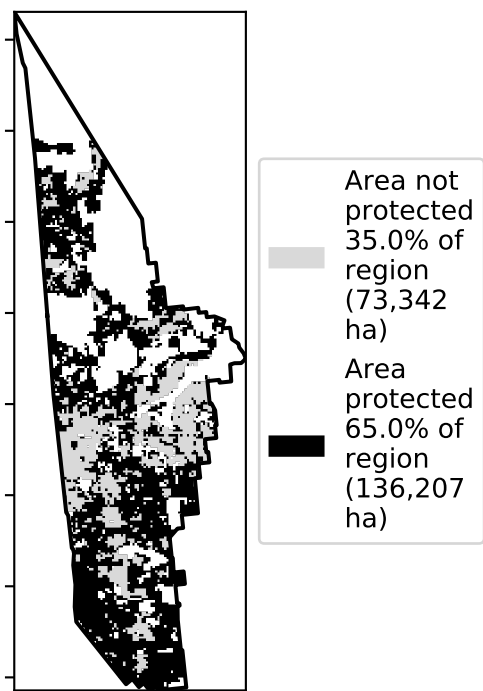 Area not
protected
35.0% of
region
(73,342
ha)
Area
protected
65.0% of
region
(136,207
ha)